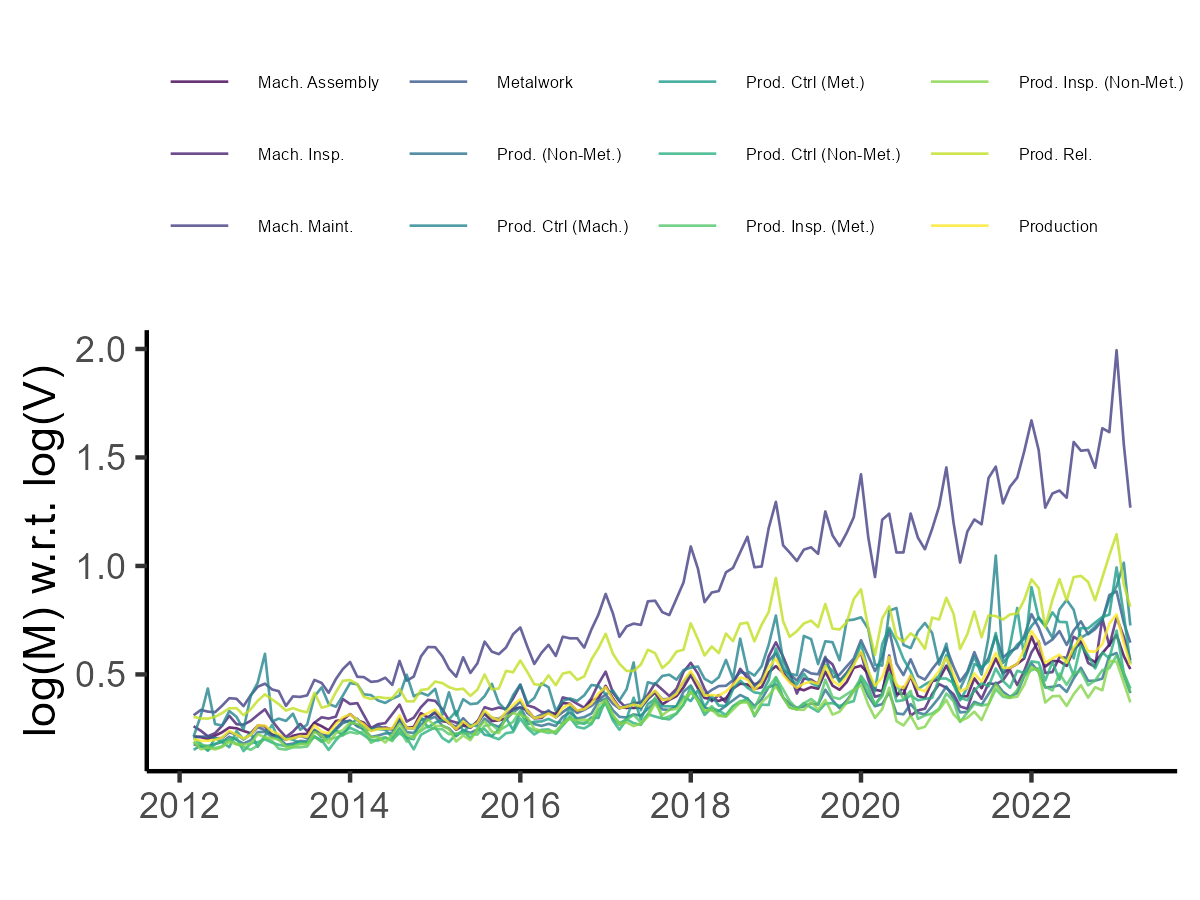 Mach. Assembly Metalwork Prod. Ctrl (Met.) Prod. Insp. (Non-Met.)
Mach. Insp. Prod. (Non-Met.) Prod. Ctrl (Non-Met.) Prod. Rel.
Mach. Maint. Prod. Ctrl (Mach.) Prod. Insp. (Met.) Production
log(M) w.r.t. log(V)
2.0
1.5
1.0
0.5
2012 2014 2016 2018 2020 2022